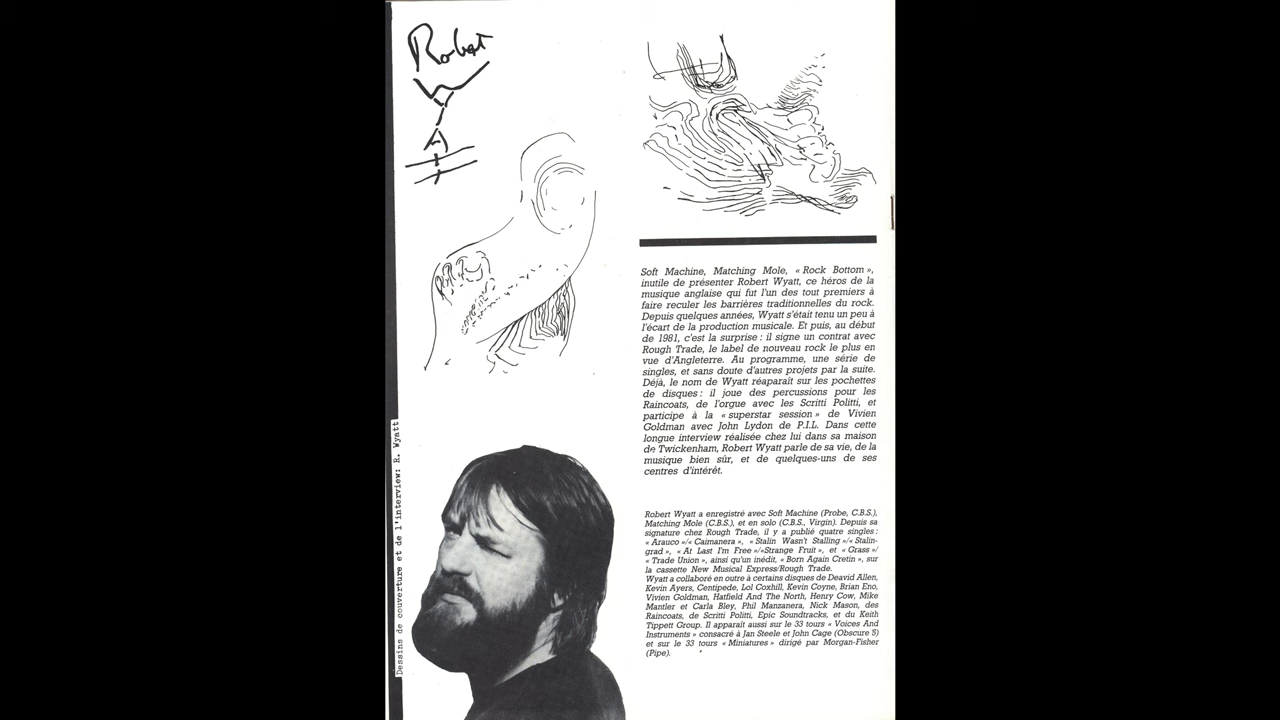 Robert
WYATT
Dessins de couverture et de l'interview: R. Wyatt
Soft Machine, Matching Mole, « Rock Bottom »,
inutile de présenter Robert Wyatt, ce héros de la
musique anglaise qui fut l'un des tout premiers à
faire reculer les barrières traditionnelles du rock.
Depuis quelques années, Wyatt s'était tenu un peu à
l'écart de la production musicale. Et puis, au début
de 1981, c'est la surprise : il signe un contrat avec
Rough Trade, le label de nouveau rock le plus en
vue d'Angleterre. Au programme, une série de
singles, et sans doute d'autres projets par la suite.
Déjà, le nom de Wyatt réaparaît sur les pochettes
de disques : il joue des percussions pour les
Raincoats, de l'orgue avec les Scritti Politti, et
participe à la « superstar session » de Vivien
Goldman avec John Lydon de P.I.L. Dans cette
longue interview réalisée chez lui dans sa maison
de Twickenham, Robert Wyatt parle de sa vie, de la
musique bien sûr, et de quelques-uns de ses
centres d'intérêt.
Robert Wyatt a enregistré avec Soft Machine (Probe, C.B.S.),
Matching Mole (C.B.S.), et en solo (C.B.S., Virgin). Depuis sa
signature chez Rough Trade, il y a publié quatre singles :
« Arauco »/« Caimanera », « Stalin Wasn't Stalling »/« Stalin-
grad », « At Last I'm Free »/«Strange Fruit », et « Grass »/
« Trade Union », ainsi qu'un inédit, « Born Again Cretin », sur
la cassette New Musical Express/Rough Trade.
Wyatt a collaboré en outre à certains disques de Deavid Allen,
Kevin Ayers, Centipede, Lol Coxhill, Kevin Coyne, Brian Eno,
Vivien Goldman, Hatfield And The North, Henry Cow, Mike
Mantler et Carla Bley, Phil Manzanera, Nick Mason, des
Raincoats, de Scritti Politti, Epic Soundtracks, et du Keith
Tippett Group. Il apparaît aussi sur le 33 tours « Voices And
Instruments » consacré à Jan Steele et John Cage (Obscure 5)
et sur le 33 tours « Miniatures » dirigé par Morgan-Fisher
(Pipe).